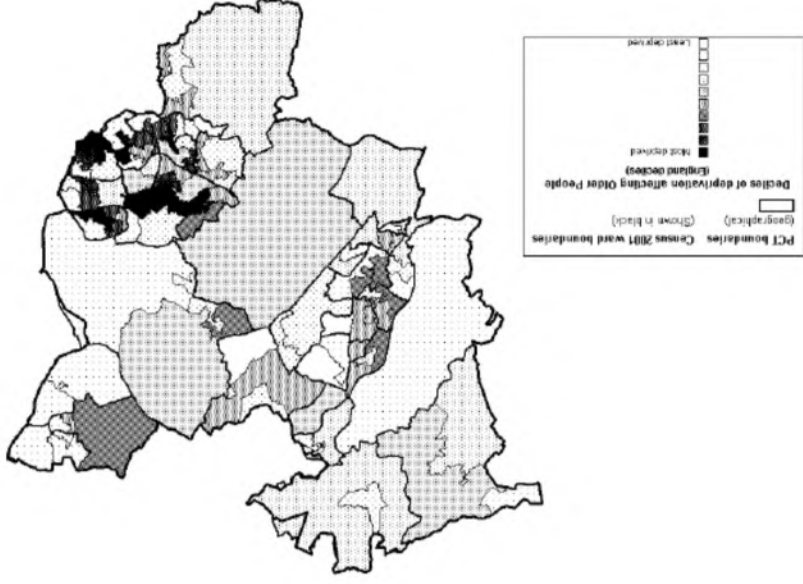 PCT boundaries Census 2001 ward boundaries
(geographical) (Shown in black)
Deciles of deprivation affecting Older People
(England deciles)
Most deprived
Least deprived